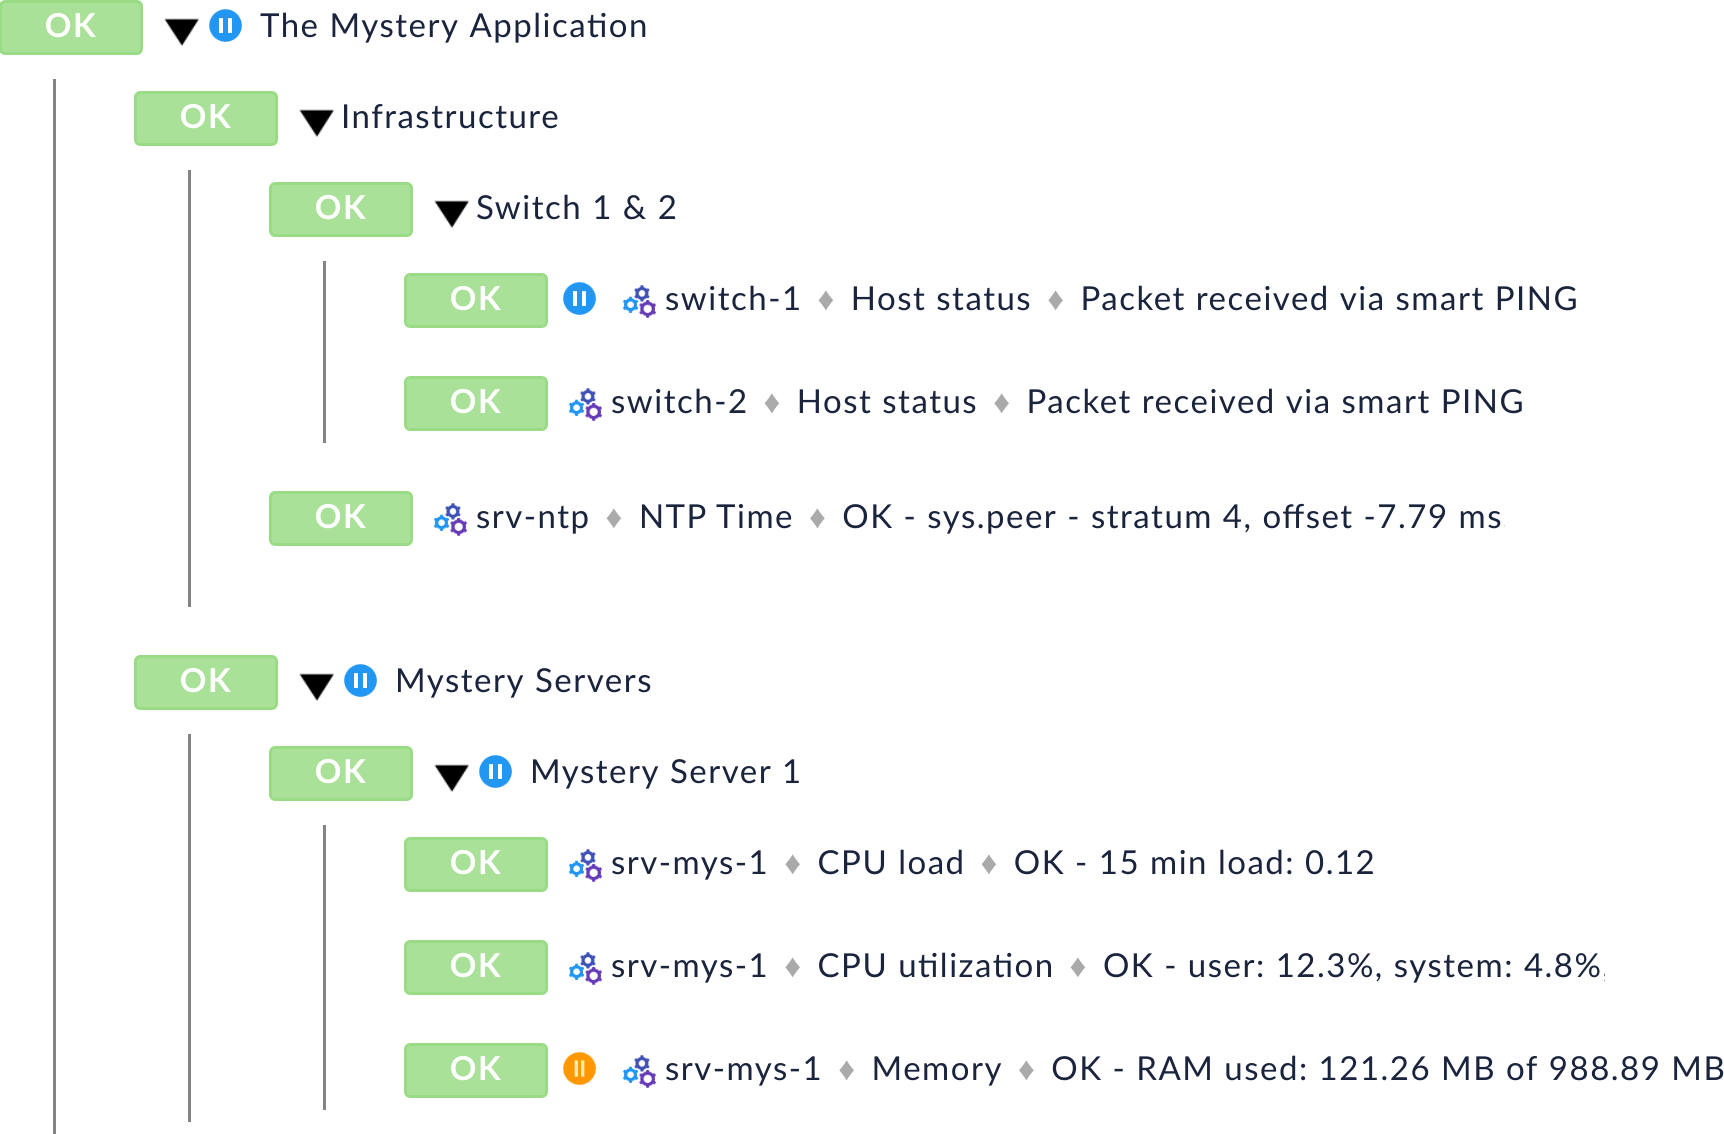 OK The Mystery Application
OK Infrastructure
OK Switch 1 & 2
OK switch-1 ♦ Host status ♦ Packet received via smart PING
OK switch-2 ♦ Host status ♦ Packet received via smart PING
OK srv-ntp ♦ NTP Time ♦ OK - sys.peer - stratum 4, offset -7.79 ms
OK Mystery Servers
OK Mystery Server 1
OK srv-mys-1 ♦ CPU load ♦ OK - 15 min load: 0.12
OK srv-mys-1 ♦ CPU utilization ♦ OK - user: 12.3%, system: 4.8%,
OK srv-mys-1 ♦ Memory ♦ OK - RAM used: 121.26 MB of 988.89 MB